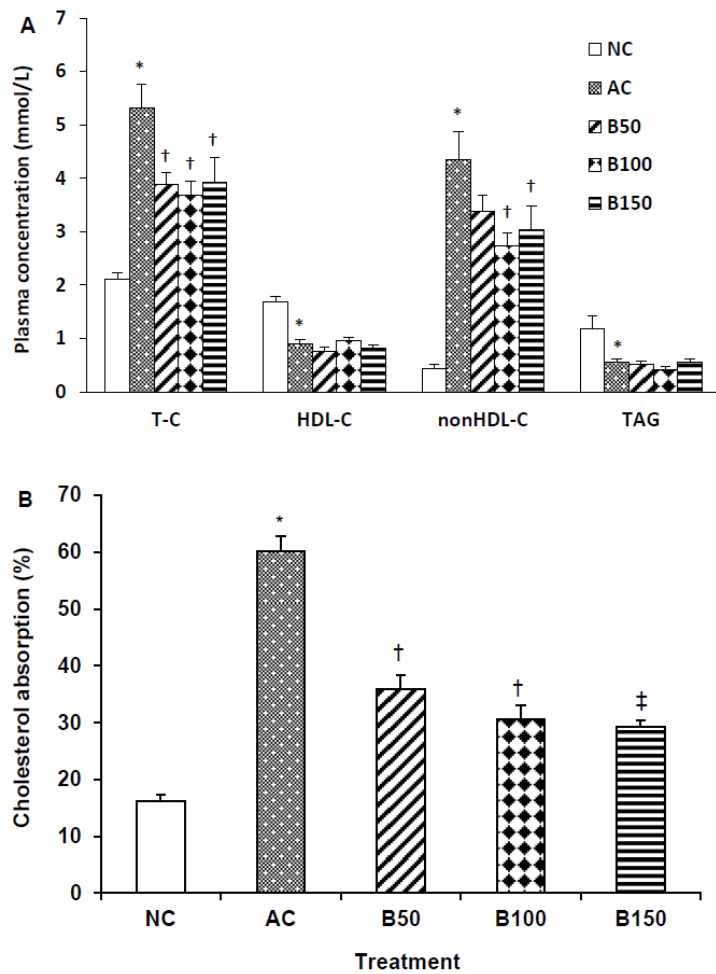 A
Plasma concentration (mmol/L)
7
6
5
4
3
2
1
0
*
†
†
†
*
*
†
†
*
NC
AC
B50
B100
B150
T-C
HDL-C
nonHDL-C
TAG
B
Cholesterol absorption (%)
70
60
50
40
30
20
10
0
*
†
†
‡
NC
AC
B50
B100
B150
Treatment